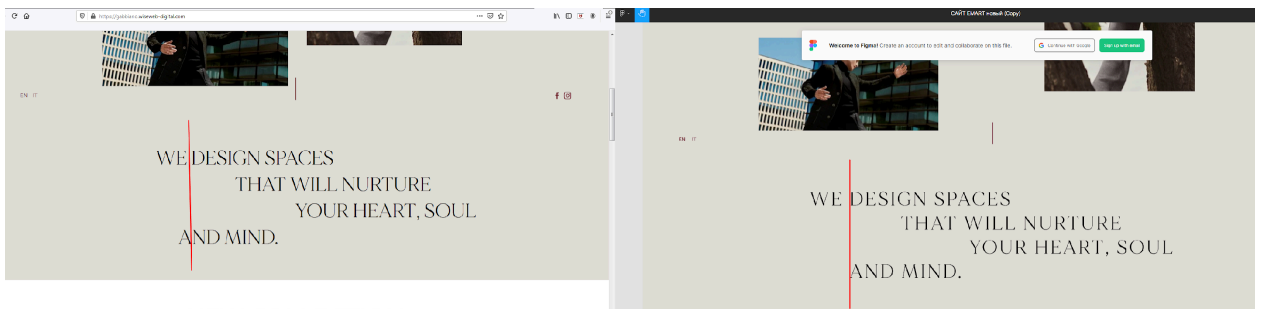 https://gabbiano.wiseweb-digital.com
EN IT
WE DESIGN SPACES
THAT WILL NURTURE
YOUR HEART, SOUL
AND MIND.
САЙТ EMART новый (Copy)
Welcome to Figma! Create an account to edit and collaborate on this file.
Continue with Google
Sign up with email
EN IT
WE DESIGN SPACES
THAT WILL NURTURE
YOUR HEART, SOUL
AND MIND.